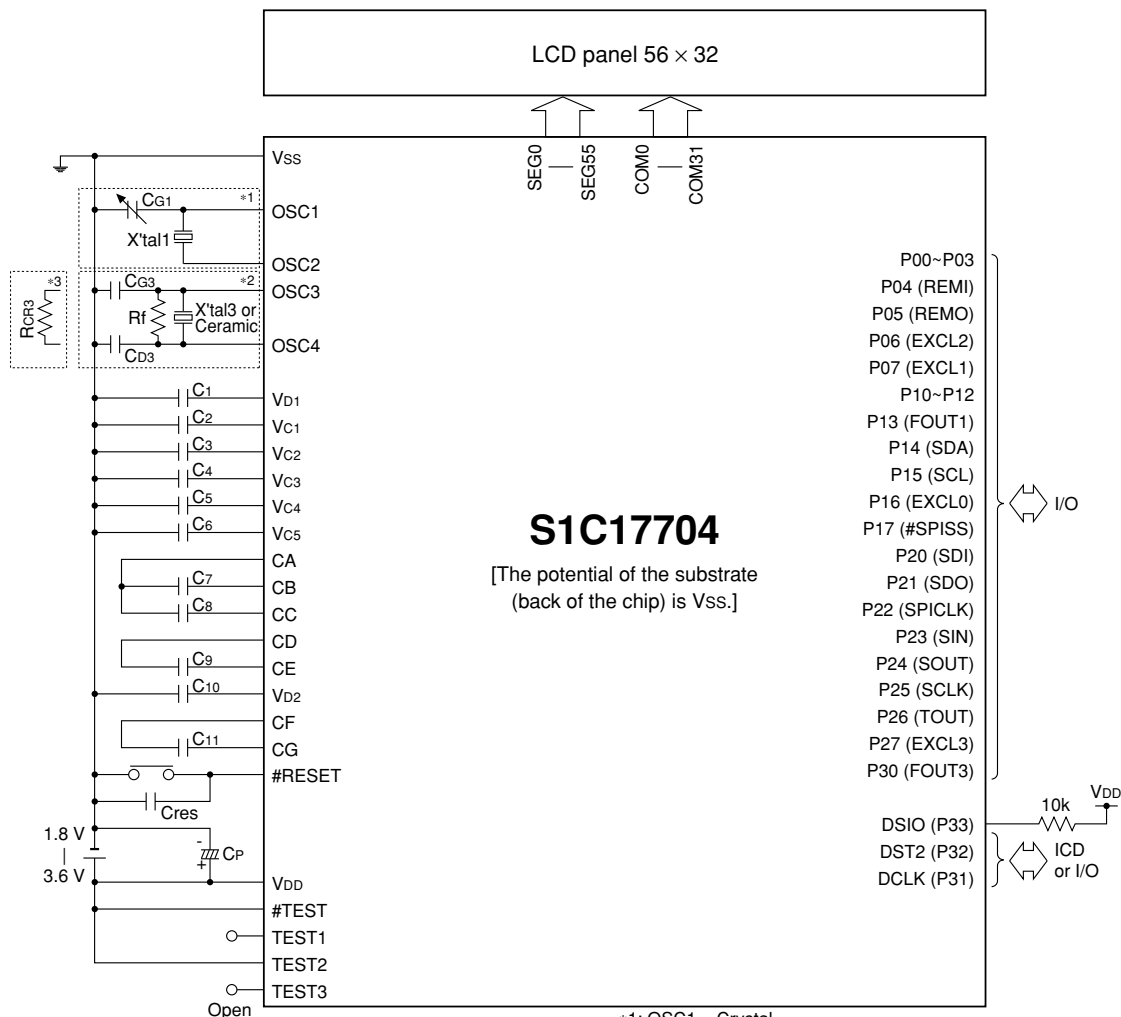 LCD panel 56 × 32
SEG0
SEG55
COM0
COM31
VSS
CG1
*1
OSC1
X'tal1
OSC2
*3
RCR3
CG3
*2
OSC3
Rf
X'tal3 or
Ceramic
OSC4
CD3
C1
VD1
C2
VC1
C3
VC2
C4
VC3
C5
VC4
C6
VC5
CA
C7
CB
C8
CC
CD
C9
CE
C10
VD2
CF
C11
CG
#RESET
Cres
1.8 V
|
3.6 V
-
+
CP
VDD
#TEST
TEST1
TEST2
TEST3
Open
S1C17704
[The potential of the substrate
(back of the chip) is VSS.]
P00~P03
P04 (REMI)
P05 (REMO)
P06 (EXCL2)
P07 (EXCL1)
P10~P12
P13 (FOUT1)
P14 (SDA)
P15 (SCL)
P16 (EXCL0)
P17 (#SPISS)
P20 (SDI)
P21 (SDO)
P22 (SPICLK)
P23 (SIN)
P24 (SOUT)
P25 (SCLK)
P26 (TOUT)
P27 (EXCL3)
P30 (FOUT3)
I/O
DSIO (P33)
10k
VDD
DST2 (P32)
DCLK (P31)
ICD
or I/O
*1: OSC1 = Crystal